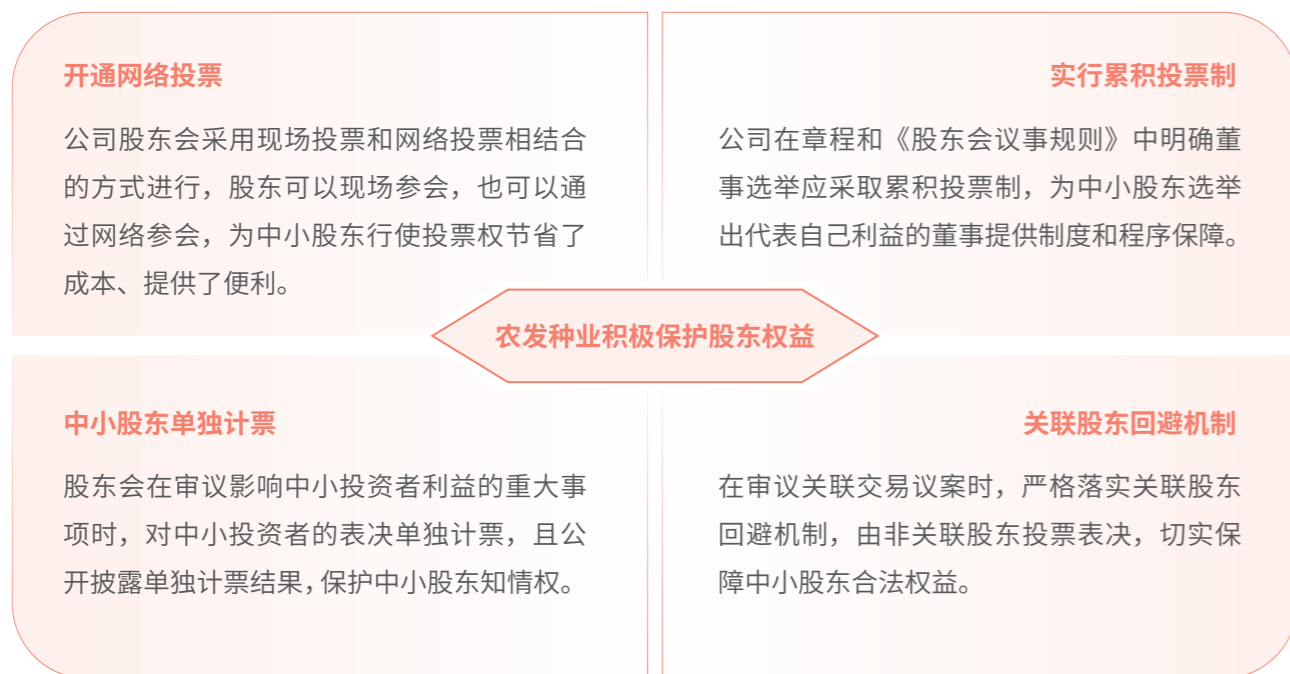 开通网络投票
公司股东会采用现场投票和网络投票相结合
的方式进行，股东可以现场参会，也可以通
过网络参会，为中小股东行使投票权节省了
成本、提供了便利。
实行累积投票制
公司在章程和《股东会议事规则》中明确董
事选举应采取累积投票制，为中小股东选举
出代表自己利益的董事提供制度和程序保障。
农发种业积极保护股东权益
中小股东单独计票
股东会在审议影响中小投资者利益的重大事
项时，对中小投资者的表决单独计票，且公
开披露单独计票结果，保护中小股东知情权。
关联股东回避机制
在审议关联交易议案时，严格落实关联股东
回避机制，由非关联股东投票表决，切实保
障中小股东合法权益。